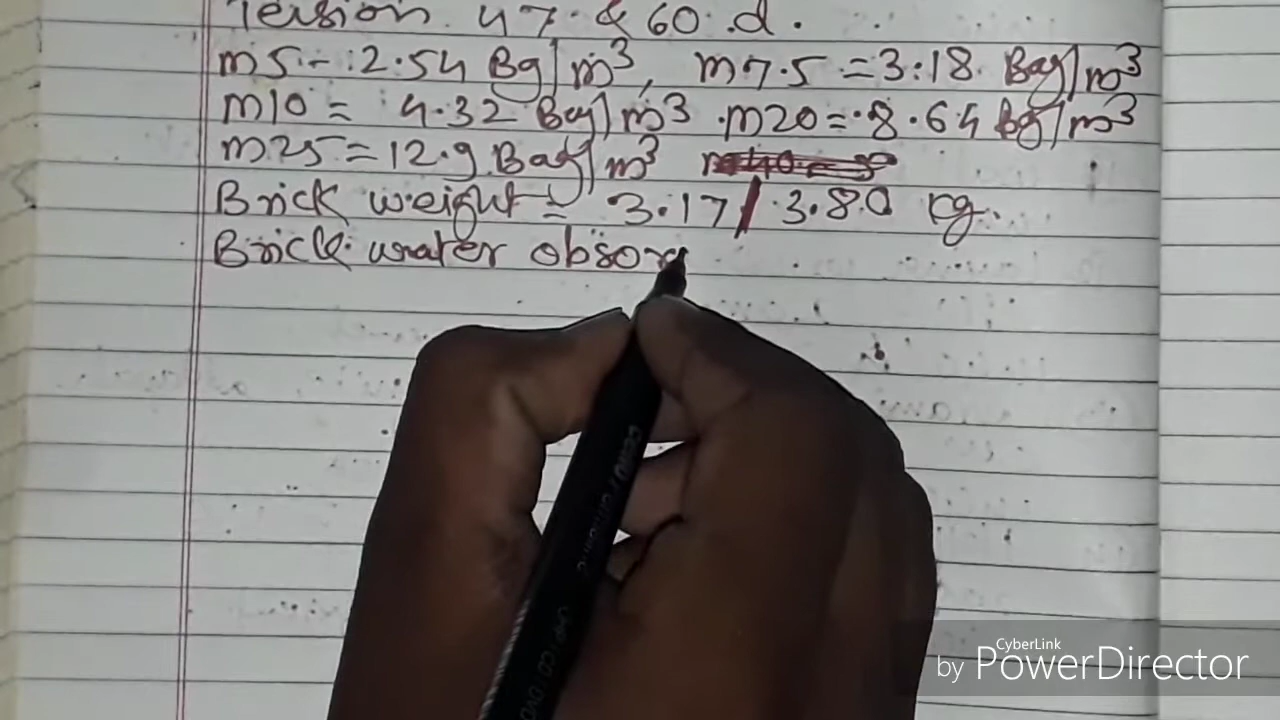 Tension 47 & 60 d.
m5 - 2.54 Bg/m³, m7.5 = 3.18 Bag/m³
m10 = 4.32 Bag/m³ m20 = 8.64 Bg/m³
m25 = 12.9 Bag/m³
Brick weight = 3.17/3.80 kg.
Brick water obsor
CyberLink
by PowerDirector